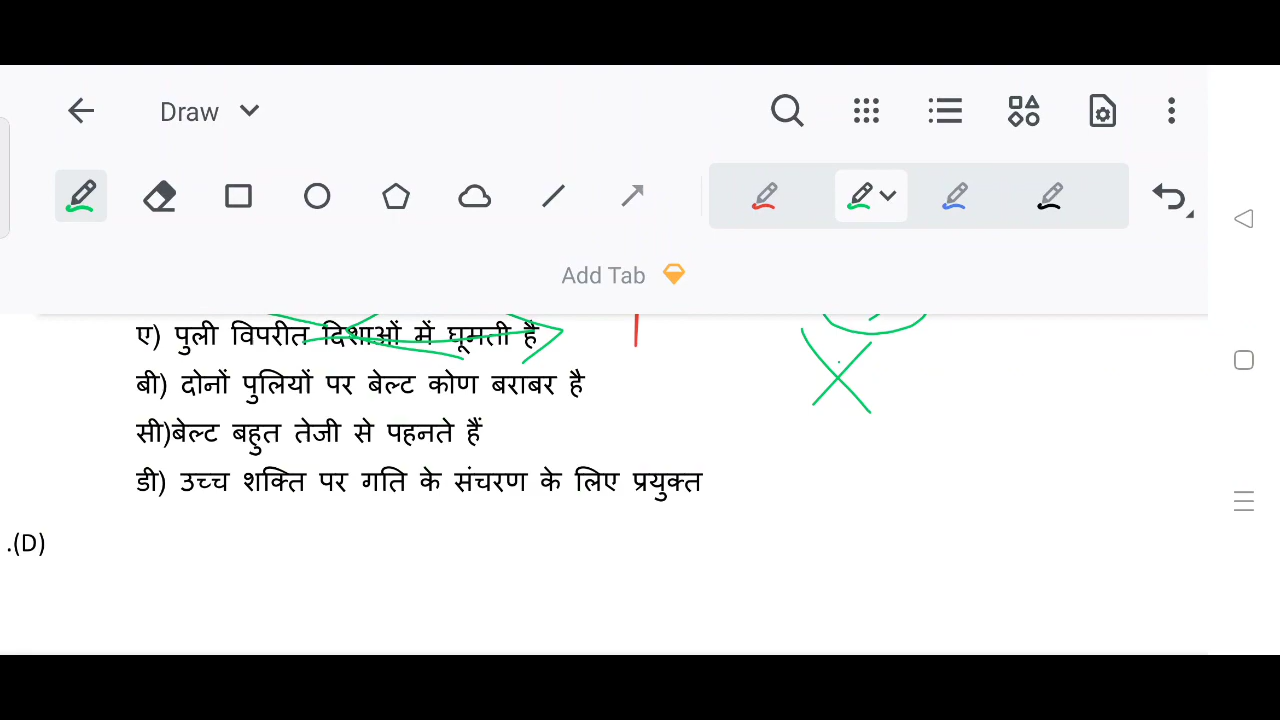 Draw
Add Tab
ए) पुली विपरीत दिशाओं में घूमती है
बी) दोनों पुलियों पर बेल्ट कोण बराबर है
सी)बेल्ट बहुत तेजी से पहनते हैं
डी) उच्च शक्ति पर गति के संचरण के लिए प्रयुक्त
.(D)